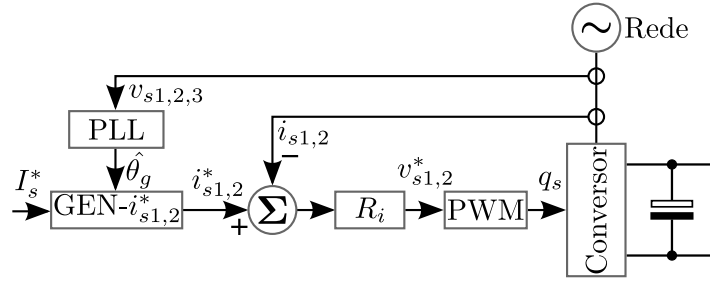 Rede
v_{s1,2,3}
PLL
i_{s1,2}
−
\hat{θ}_g
i^*_{s1,2}
v^*_{s1,2}
q_s
I^*_s
GEN-i^*_{s1,2}
Σ
+
R_i
PWM
Conversor